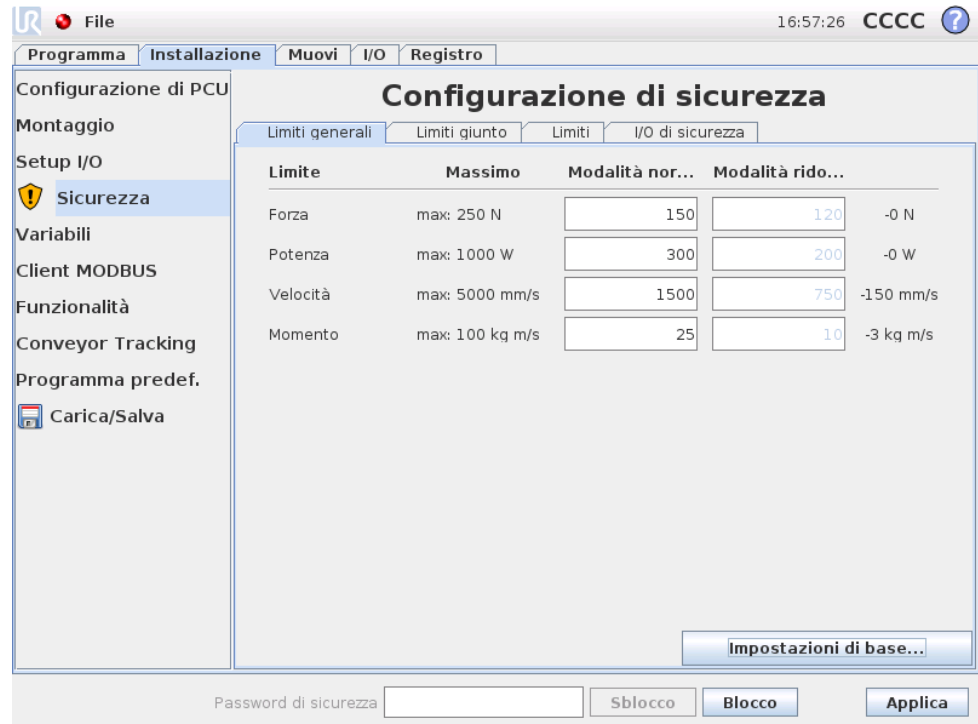 UR File 16:57:26 CCCC ?
Programma Installazione Muovi I/O Registro
Configurazione di PCU
Montaggio
Setup I/O
Sicurezza
Variabili
Client MODBUS
Funzionalità
Conveyor Tracking
Programma predef.
Carica/Salva
Configurazione di sicurezza
Limiti generali Limiti giunto Limiti I/O di sicurezza
Limite Massimo Modalità nor... Modalità rido...
Forza max: 250 N 150 120 -0 N
Potenza max: 1000 W 300 200 -0 W
Velocità max: 5000 mm/s 1500 750 -150 mm/s
Momento max: 100 kg m/s 25 10 -3 kg m/s
Impostazioni di base...
Password di sicurezza Sblocco Blocco Applica